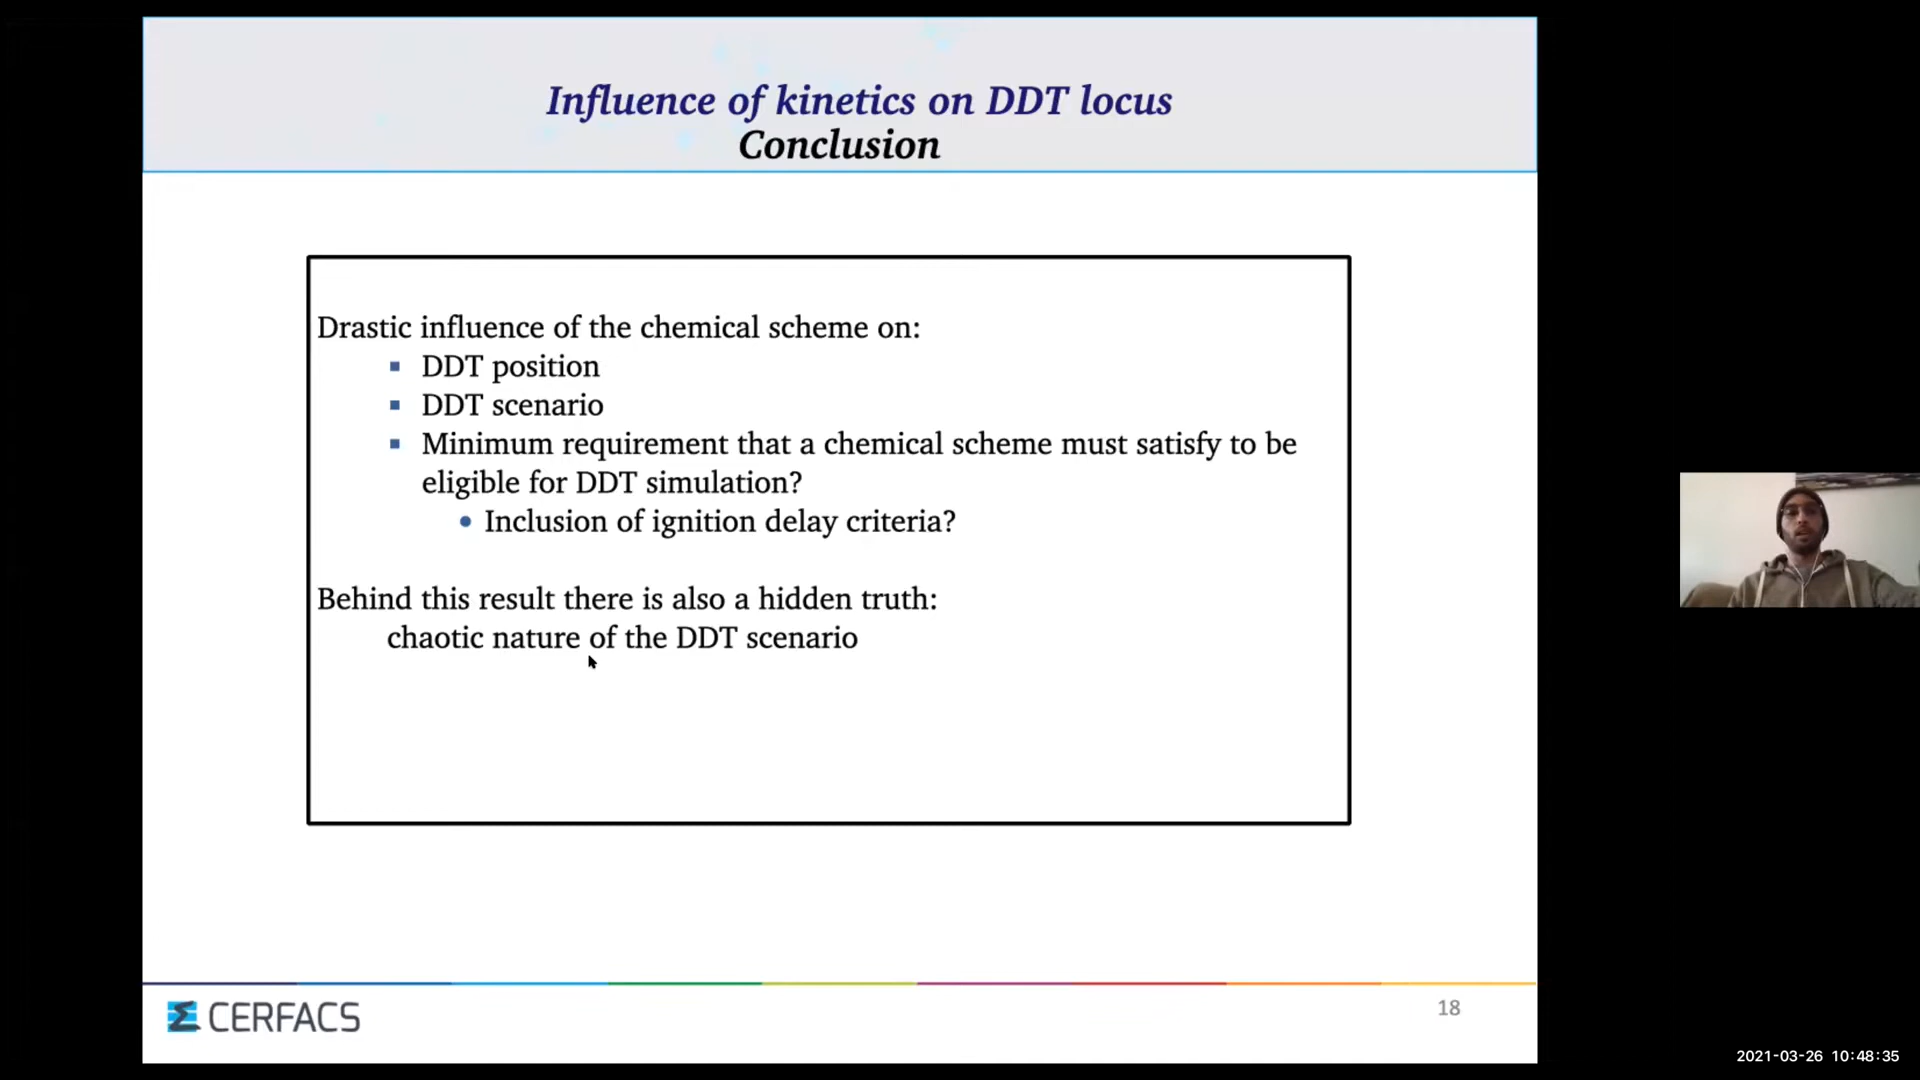 Influence of kinetics on DDT locus
Conclusion
Drastic influence of the chemical scheme on:
▪ DDT position
▪ DDT scenario
▪ Minimum requirement that a chemical scheme must satisfy to be
eligible for DDT simulation?
• Inclusion of ignition delay criteria?
Behind this result there is also a hidden truth:
chaotic nature of the DDT scenario
CERFACS
18
2021-03-26 10:48:35